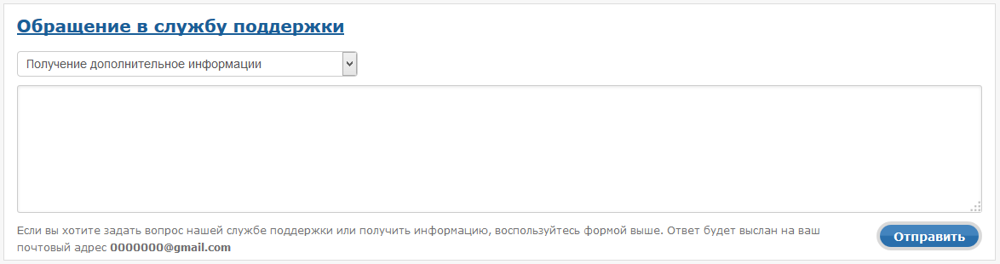 Обращение в службу поддержки
Получение дополнительное информации
Если вы хотите задать вопрос нашей службе поддержки или получить информацию, воспользуйтесь формой выше. Ответ будет выслан на ваш
почтовый адрес 0000000@gmail.com
Отправить